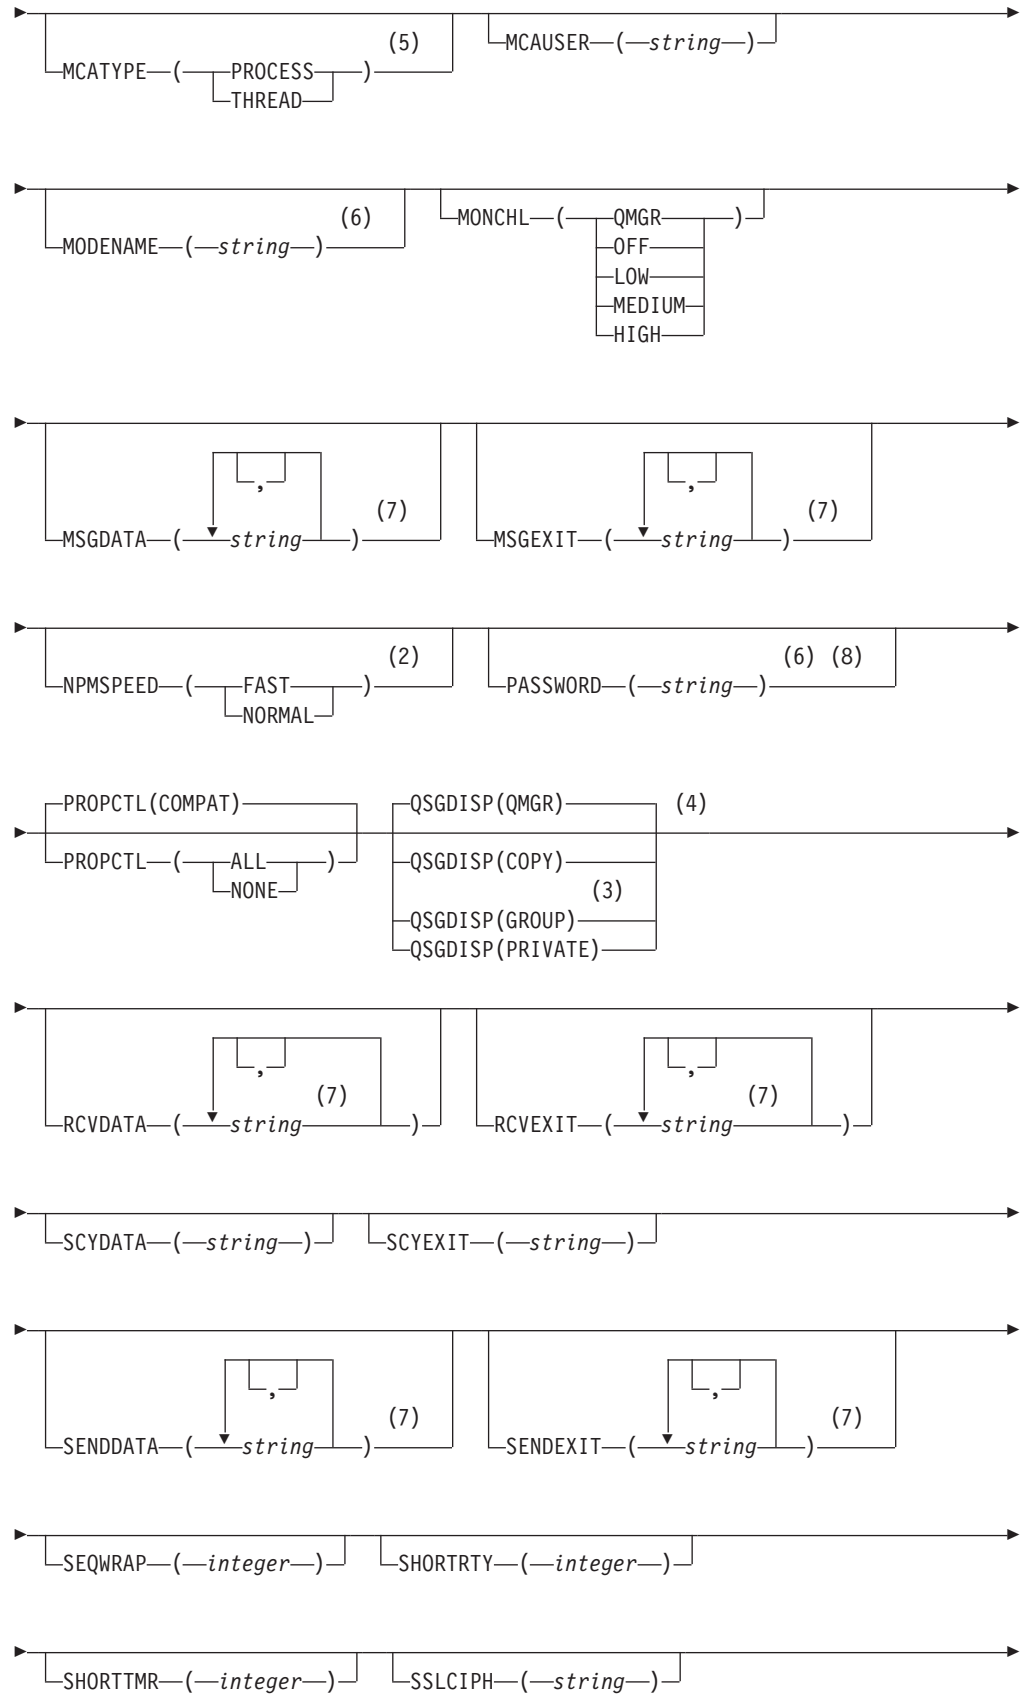 (5) MCAUSER ( string )
MCATYPE ( PROCESS )
THREAD
(6) MONCHL ( QMGR )
MODENAME ( string ) OFF
LOW
MEDIUM
HIGH
, ,
(7) (7)
MSGDATA ( string ) MSGEXIT ( string )
(2) (6) (8)
NPMSPEED ( FAST ) PASSWORD ( string )
NORMAL
PROPCTL(COMPAT) QSGDISP(QMGR) (4)
PROPCTL ( ALL ) QSGDISP(COPY)
NONE (3)
QSGDISP(GROUP)
QSGDISP(PRIVATE)
, ,
(7) (7)
RCVDATA ( string ) RCVEXIT ( string )
SCYDATA ( string ) SCYEXIT ( string )
, ,
(7) (7)
SENDDATA ( string ) SENDEXIT ( string )
SEQWRAP ( integer ) SHORTRTY ( integer )
SHORTTMR ( integer ) SSLCIPH ( string )